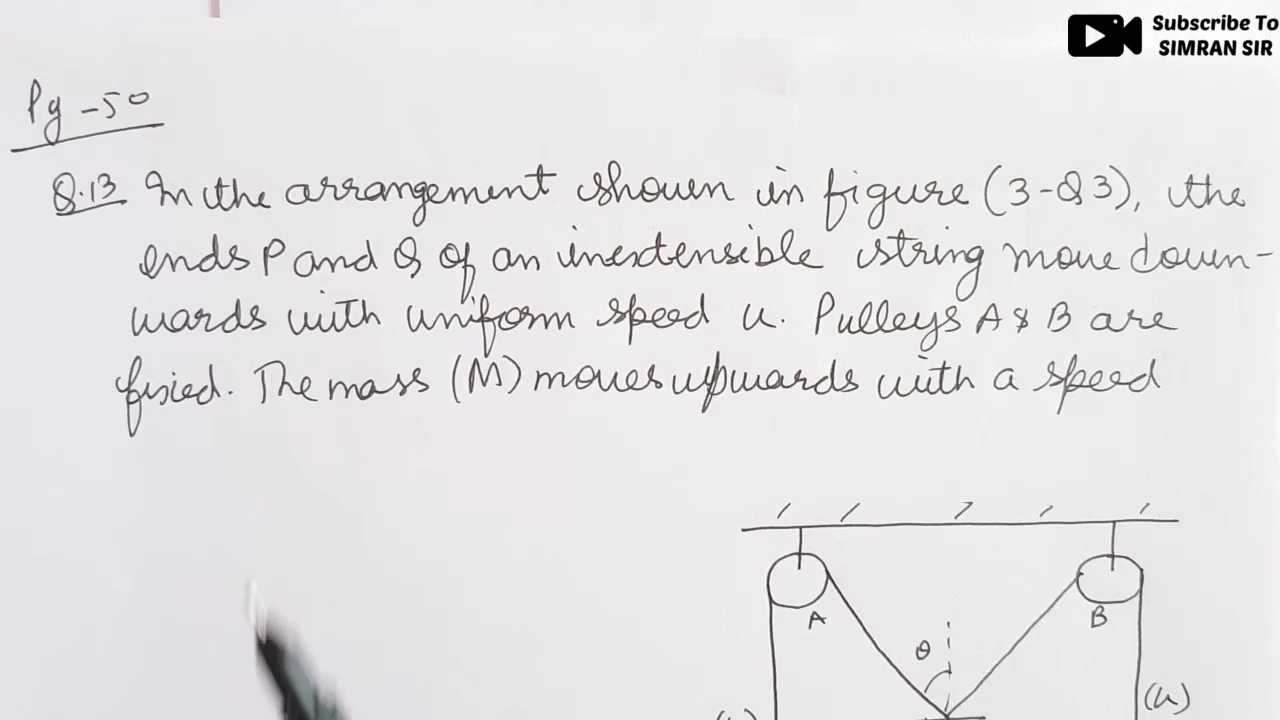 Subscribe To
SIMRAN SIR
Pg - 50
Q.13 In the arrangement shown in figure (3-Q3), the
ends P and Q of an inextensible string move down-
wards with uniform speed u. Pulleys A & B are
fixed. The mass (M) moves upwards with a speed
A
B
θ
(u)